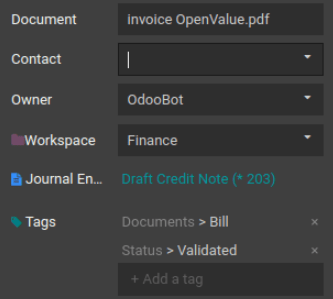 Document invoice OpenValue.pdf
Contact
Owner OdooBot
Workspace Finance
Journal En... Draft Credit Note (* 203)
Tags Documents > Bill ×
Status > Validated ×
+ Add a tag